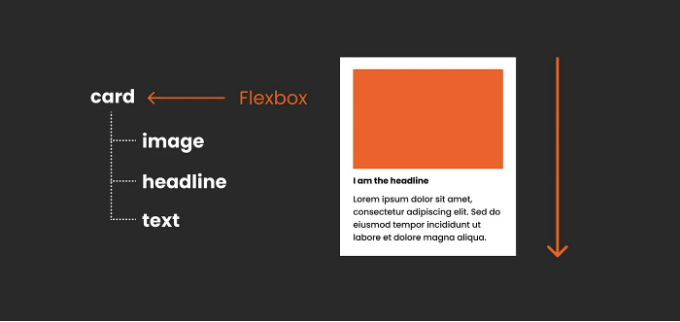 card
Flexbox
image
headline
text
I am the headline
Lorem ipsum dolor sit amet,
consectetur adipiscing elit. Sed do
eiusmod tempor incididunt ut
labore et dolore magna aliqua.